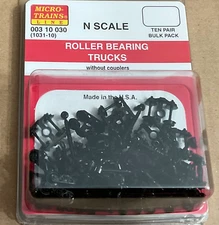 MICRO-
TRAINS®
LINE
003 10 030
(1031-10)
N SCALE
TEN PAIR
BULK PACK
ROLLER BEARING
TRUCKS
without couplers
Made in the U.S.A.